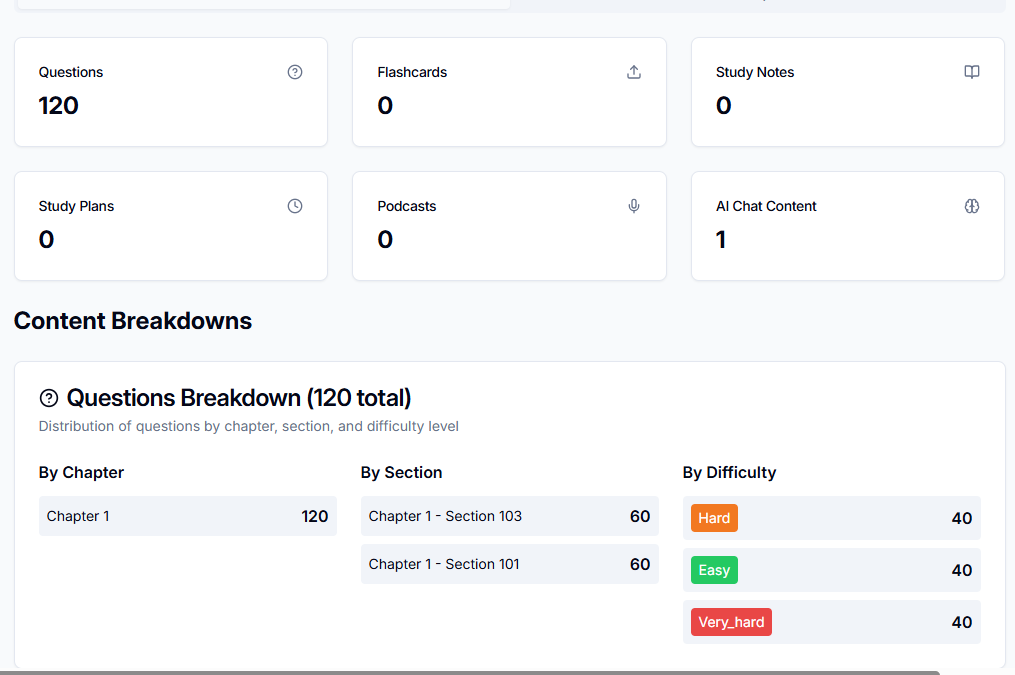 Questions
120
Flashcards
0
Study Notes
0
Study Plans
0
Podcasts
0
AI Chat Content
1
Content Breakdowns
Questions Breakdown (120 total)
Distribution of questions by chapter, section, and difficulty level
By Chapter
Chapter 1 120
By Section
Chapter 1 - Section 103 60
Chapter 1 - Section 101 60
By Difficulty
Hard 40
Easy 40
Very_hard 40